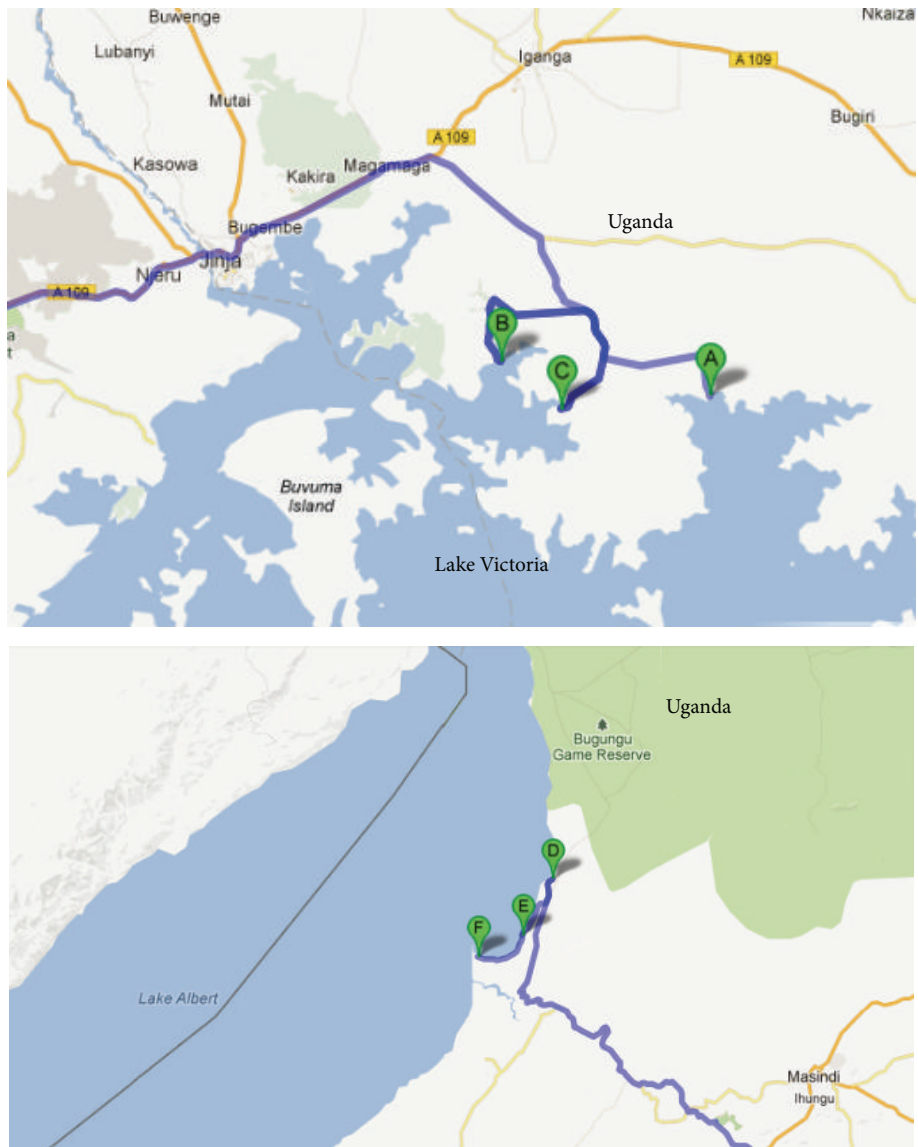 Buwenge
Nkaiza
Lubanyi
Iganga
A 109
Mutai
Bugiri
A 109
Kasowa
Magamaga
Kakira
Uganda
Bugembe
Jinja
Njeru
A 109
B
A
C
Buvuma
Island
Lake Victoria
Uganda
Bugungu
Game Reserve
D
E
F
Lake Albert
Masindi
Ihungu